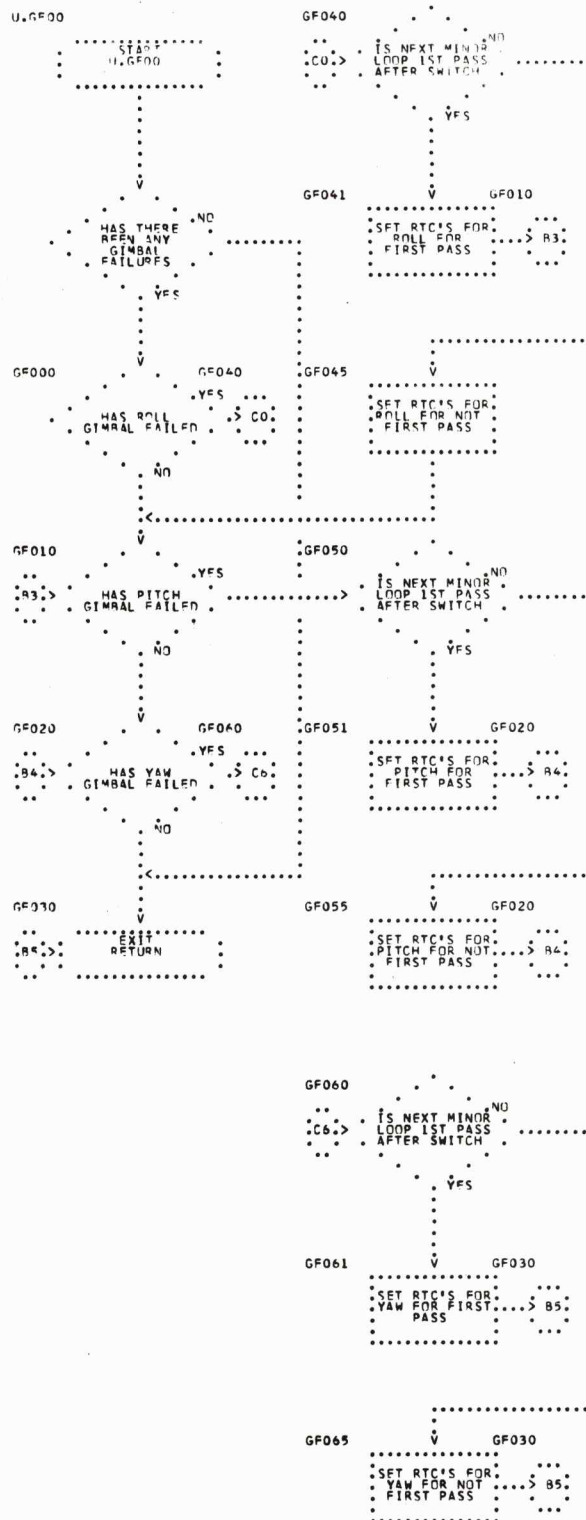 U.GF00
START
U.GF00
HAS THERE
BEEN ANY
GIMBAL
FAILURES
NO
YES
GF000
GF040
YES
HAS ROLL
GIMBAL FAILED
C0
NO
GF010
YES
B3
HAS PITCH
GIMBAL FAILED
NO
GF020
GF060
YES
B4
HAS YAW
GIMBAL FAILED
C6
NO
GF030
B5
EXIT
RETURN
GF040
NO
C0
IS NEXT MINOR
LOOP 1ST PASS
AFTER SWITCH
YES
GF041
GF010
SET RTC'S FOR
ROLL FOR
FIRST PASS
B3
GF045
SET RTC'S FOR
ROLL FOR NOT
FIRST PASS
GF050
NO
IS NEXT MINOR
LOOP 1ST PASS
AFTER SWITCH
YES
GF051
GF020
SET RTC'S FOR
PITCH FOR
FIRST PASS
B4
GF055
GF020
SET RTC'S FOR
PITCH FOR NOT
FIRST PASS
B4
GF060
NO
C6
IS NEXT MINOR
LOOP 1ST PASS
AFTER SWITCH
YES
GF061
GF030
SET RTC'S FOR
YAW FOR FIRST
PASS
B5
GF065
GF030
SET RTC'S FOR
YAW FOR NOT
FIRST PASS
B5